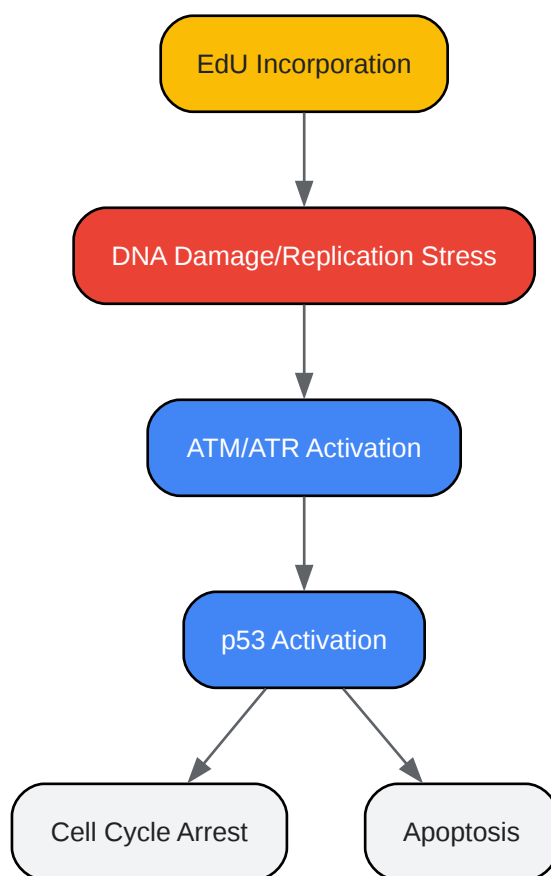 EdU Incorporation
DNA Damage/Replication Stress
ATM/ATR Activation
p53 Activation
Cell Cycle Arrest
Apoptosis